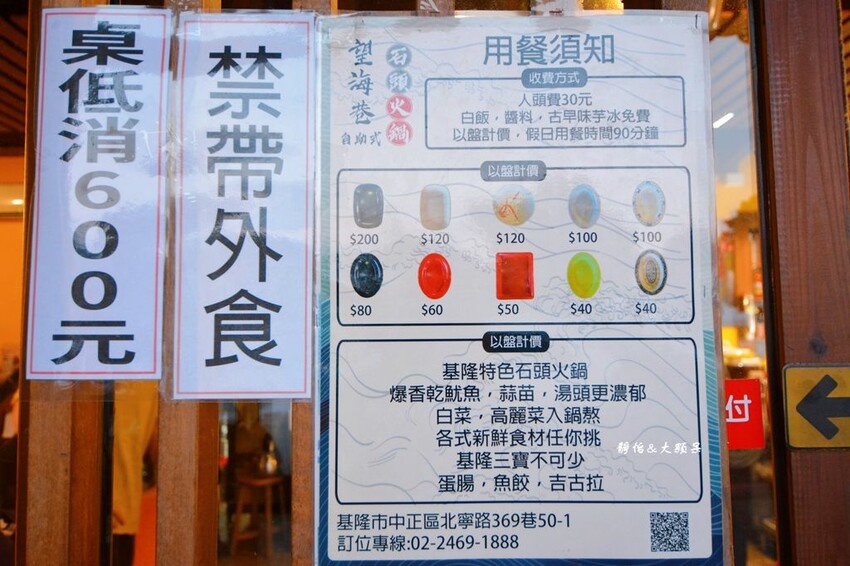 桌低消600元
禁帶外食
望海巷
石頭火鍋
自助式
用餐須知
收費方式
人頭費30元
白飯，醬料，古早味芋冰免費
以盤計價，假日用餐時間90分鐘
以盤計價
$200 $120 $120 $100 $100
$80 $60 $50 $40 $40
以盤計價
基隆特色石頭火鍋
爆香乾魷魚，蒜苗，湯頭更濃郁
白菜，高麗菜入鍋熬
各式新鮮食材任你挑
基隆三寶不可少
蛋腸，魚餃，吉古拉
基隆市中正區北寧路369巷50-1
訂位專線:02-2469-1888
付
靜怡&大顆子